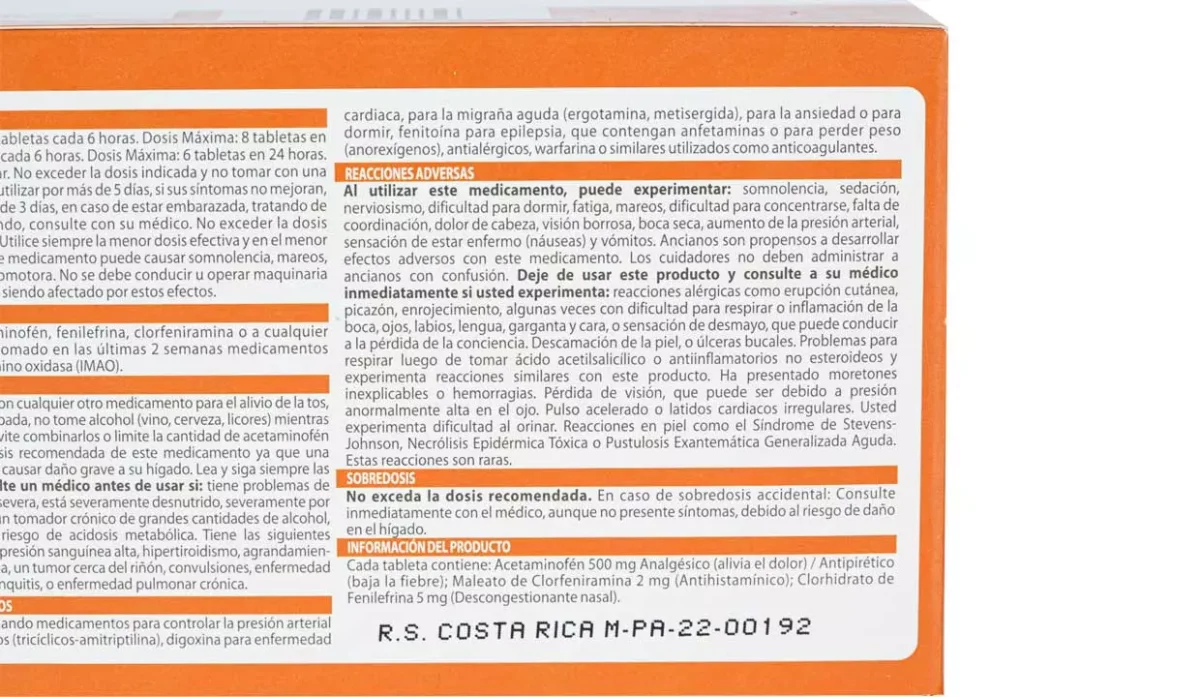 abletas cada 6 horas. Dosis Máxima: 8 tabletas en
cada 6 horas. Dosis Máxima: 6 tabletas en 24 horas.
ar. No exceder la dosis indicada y no tomar con una
utilizar por más de 5 días, si sus síntomas no mejoran,
de 3 días, en caso de estar embarazada, tratando de
ndo, consulte con su médico. No exceder la dosis
Utilice siempre la menor dosis efectiva y en el menor
e medicamento puede causar somnolencia, mareos,
omotora. No se debe conducir u operar maquinaria
siendo afectado por estos efectos.
minofén, fenilefrina, clorfeniramina o a cualquier
omado en las últimas 2 semanas medicamentos
mino oxidasa (IMAO).
on cualquier otro medicamento para el alivio de la tos,
pada, no tome alcohol (vino, cerveza, licores) mientras
vite combinarlos o limite la cantidad de acetaminofén
sis recomendada de este medicamento ya que una
causar daño grave a su hígado. Lea y siga siempre las
lte un médico antes de usar si: tiene problemas de
severa, está severamente desnutrido, severamente por
un tomador crónico de grandes cantidades de alcohol,
riesgo de acidosis metabólica. Tiene las siguientes
presión sanguínea alta, hipertiroidismo, agrandamien-
a, un tumor cerca del riñón, convulsiones, enfermedad
nquitis, o enfermedad pulmonar crónica.
OS
ando medicamentos para controlar la presión arterial
os (tricíclicos-amitriptilina), digoxina para enfermedad
cardiaca, para la migraña aguda (ergotamina, metisergida), para la ansiedad o para
dormir, fenitoína para epilepsia, que contengan anfetaminas o para perder peso
(anorexígenos), antialérgicos, warfarina o similares utilizados como anticoagulantes.
REACCIONES ADVERSAS
Al utilizar este medicamento, puede experimentar: somnolencia, sedación,
nerviosismo, dificultad para dormir, fatiga, mareos, dificultad para concentrarse, falta de
coordinación, dolor de cabeza, visión borrosa, boca seca, aumento de la presión arterial,
sensación de estar enfermo (náuseas) y vómitos. Ancianos son propensos a desarrollar
efectos adversos con este medicamento. Los cuidadores no deben administrar a
ancianos con confusión. Deje de usar este producto y consulte a su médico
inmediatamente si usted experimenta: reacciones alérgicas como erupción cutánea,
picazón, enrojecimiento, algunas veces con dificultad para respirar o inflamación de la
boca, ojos, labios, lengua, garganta y cara, o sensación de desmayo, que puede conducir
a la pérdida de la conciencia. Descamación de la piel, o úlceras bucales. Problemas para
respirar luego de tomar ácido acetilsalicílico o antiinflamatorios no esteroideos y
experimenta reacciones similares con este producto. Ha presentado moretones
inexplicables o hemorragias. Pérdida de visión, que puede ser debido a presión
anormalmente alta en el ojo. Pulso acelerado o latidos cardiacos irregulares. Usted
experimenta dificultad al orinar. Reacciones en piel como el Síndrome de Stevens-
Johnson, Necrólisis Epidérmica Tóxica o Pustulosis Exantemática Generalizada Aguda.
Estas reacciones son raras.
SOBREDOSIS
No exceda la dosis recomendada. En caso de sobredosis accidental: Consulte
inmediatamente con el médico, aunque no presente síntomas, debido al riesgo de daño
en el hígado.
INFORMACIÓN DEL PRODUCTO
Cada tableta contiene: Acetaminofén 500 mg Analgésico (alivia el dolor) / Antipirético
(baja la fiebre); Maleato de Clorfeniramina 2 mg (Antihistamínico); Clorhidrato de
Fenilefrina 5 mg (Descongestionante nasal).
R.S. COSTA RICA M-PA-22-00192